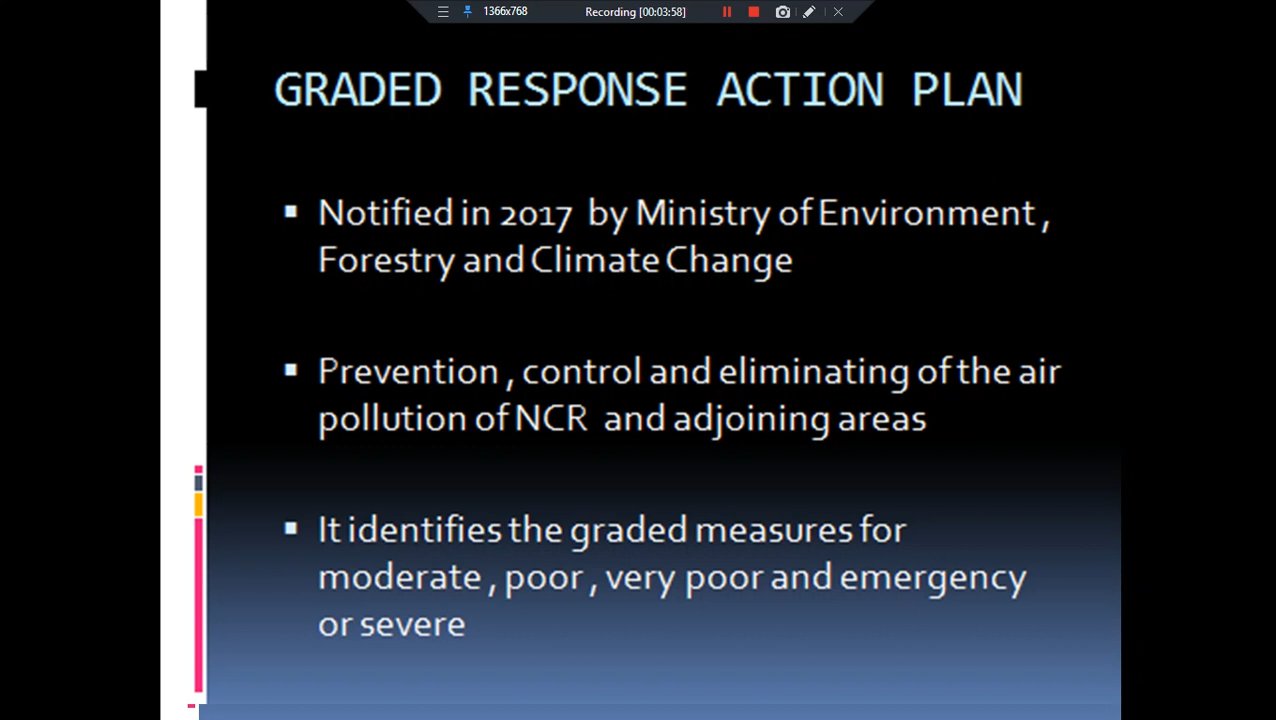 1366x768 Recording [00:03:58]
GRADED RESPONSE ACTION PLAN
▪ Notified in 2017 by Ministry of Environment ,
Forestry and Climate Change
▪ Prevention , control and eliminating of the air
pollution of NCR and adjoining areas
▪ It identifies the graded measures for
moderate , poor , very poor and emergency
or severe